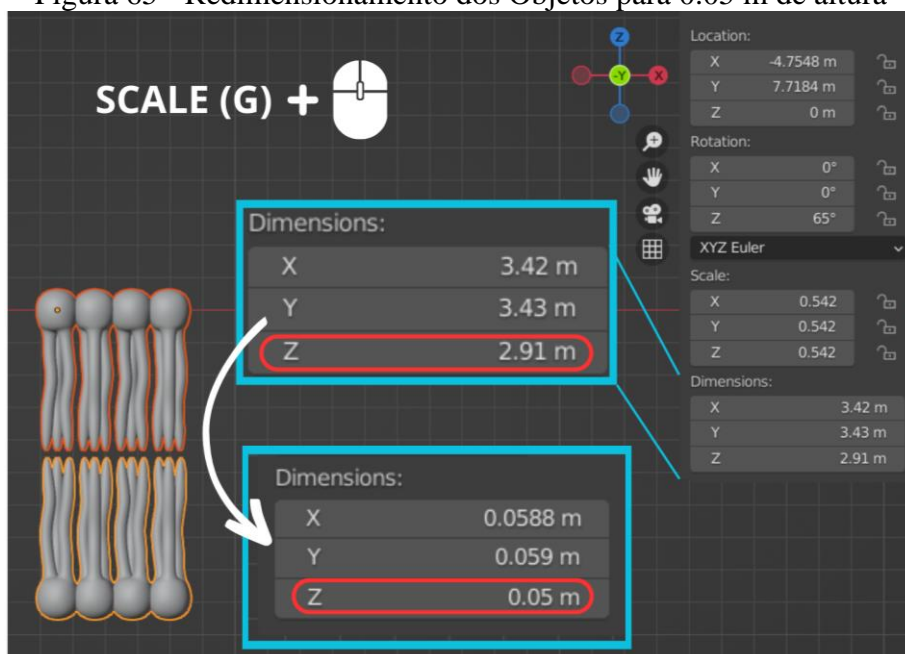 Figura 83 - Redimensionamento dos Objetos para 0.05 m de altura
SCALE (G) +
Z
-Y
X
Location:
X -4.7548 m
Y 7.7184 m
Z 0 m
Rotation:
X 0°
Y 0°
Z 65°
XYZ Euler
Scale:
X 0.542
Y 0.542
Z 0.542
Dimensions:
X 3.42 m
Y 3.43 m
Z 2.91 m
Dimensions:
X 3.42 m
Y 3.43 m
Z 2.91 m
Dimensions:
X 0.0588 m
Y 0.059 m
Z 0.05 m